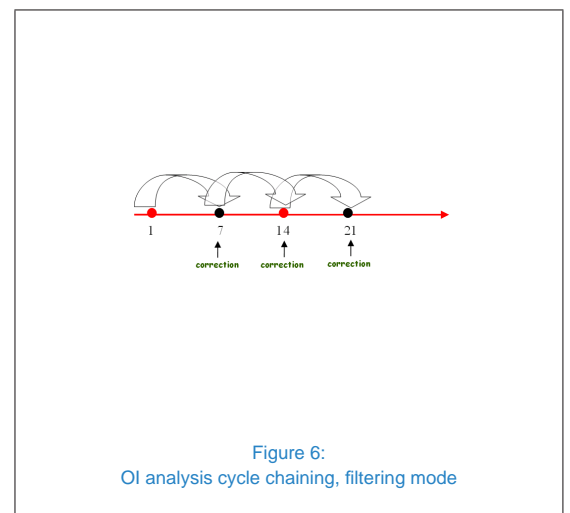 1 7 14 21
correction correction correction
Figure 6:
OI analysis cycle chaining, filtering mode